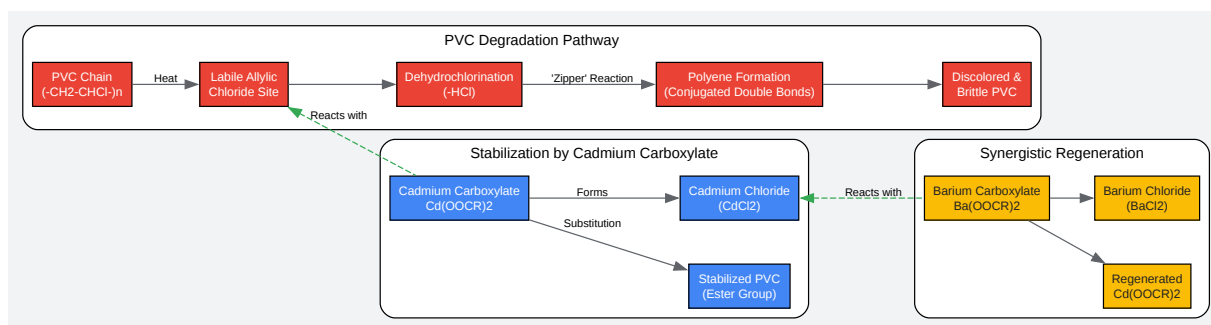 PVC Degradation Pathway
PVC Chain
(-CH2-CHCl-)n
Heat
Labile Allylic
Chloride Site
Dehydrochlorination
(-HCl)
'Zipper' Reaction
Polyene Formation
(Conjugated Double Bonds)
Discolored &
Brittle PVC
Reacts with
Stabilization by Cadmium Carboxylate
Cadmium Carboxylate
Cd(OOCR)2
Forms
Cadmium Chloride
(CdCl2)
Substitution
Stabilized PVC
(Ester Group)
Reacts with
Synergistic Regeneration
Barium Carboxylate
Ba(OOCR)2
Barium Chloride
(BaCl2)
Regenerated
Cd(OOCR)2